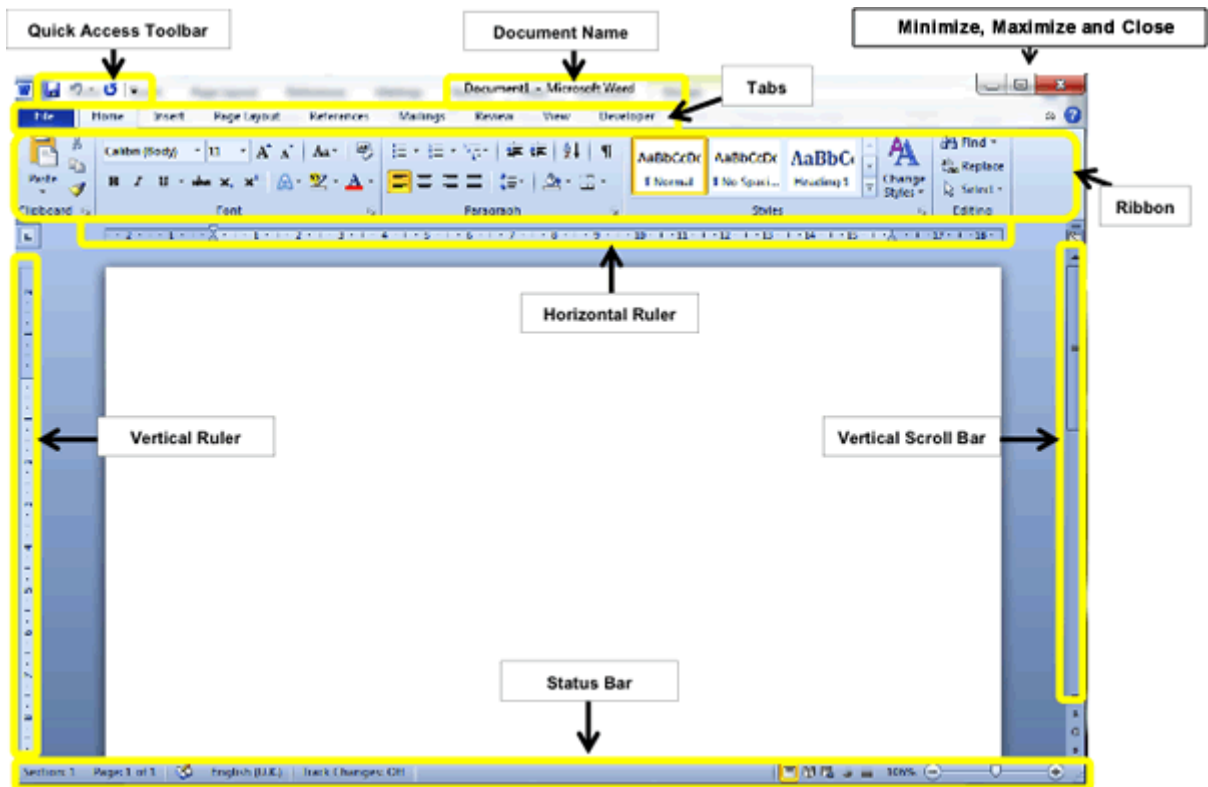 Quick Access Toolbar
Document Name
Minimize, Maximize and Close
Document1 - Microsoft Word
Tabs
File Home Insert Page Layout References Mailings Review View Developer
Calibri (Body) 11
AaBbCcDc AaBbCcDc AaBbC
Find
Replace
Select
Paste
¶ Normal ¶ No Spaci... Heading 1
Change Styles
Clipboard Font Paragraph Styles Editing
Ribbon
Horizontal Ruler
Vertical Ruler
Vertical Scroll Bar
Status Bar
Section: 1 Page: 1 of 1 English (U.K.) Track Changes: Off 106%